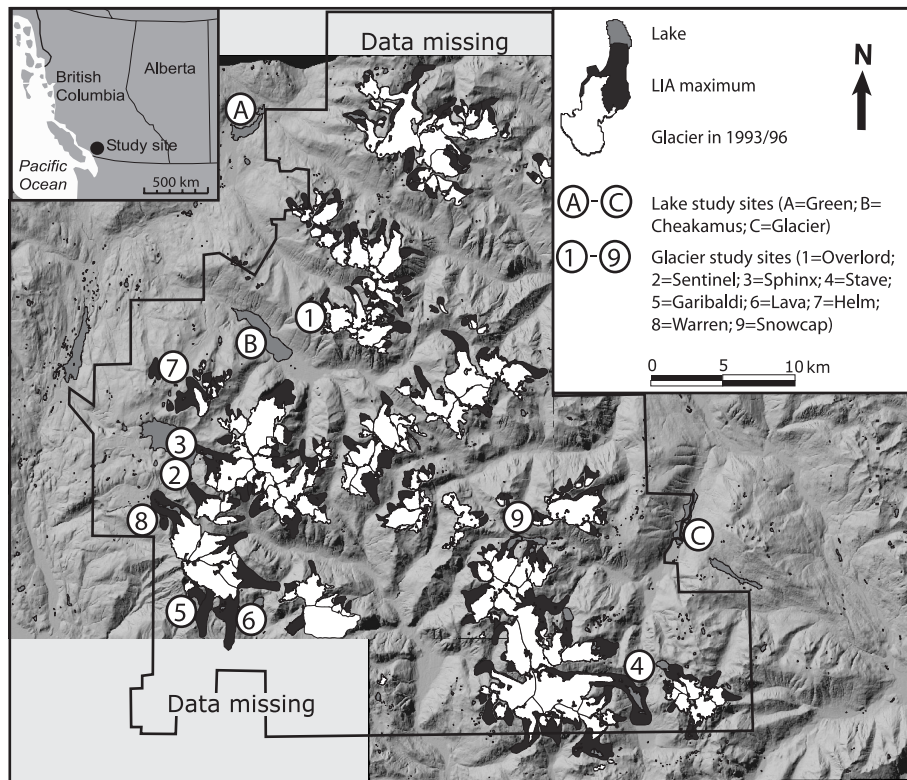 Data missing
British
Columbia
Alberta
Study site
Pacific
Ocean
500 km
Lake
LIA maximum
Glacier in 1993/96
N
A-C Lake study sites (A=Green; B=
Cheakamus; C=Glacier)
1-9 Glacier study sites (1=Overlord;
2=Sentinel; 3=Sphinx; 4=Stave;
5=Garibaldi; 6=Lava; 7=Helm;
8=Warren; 9=Snowcap)
0 5 10 km
A
1
B
7
3
2
8
9
C
5
6
4
Data missing